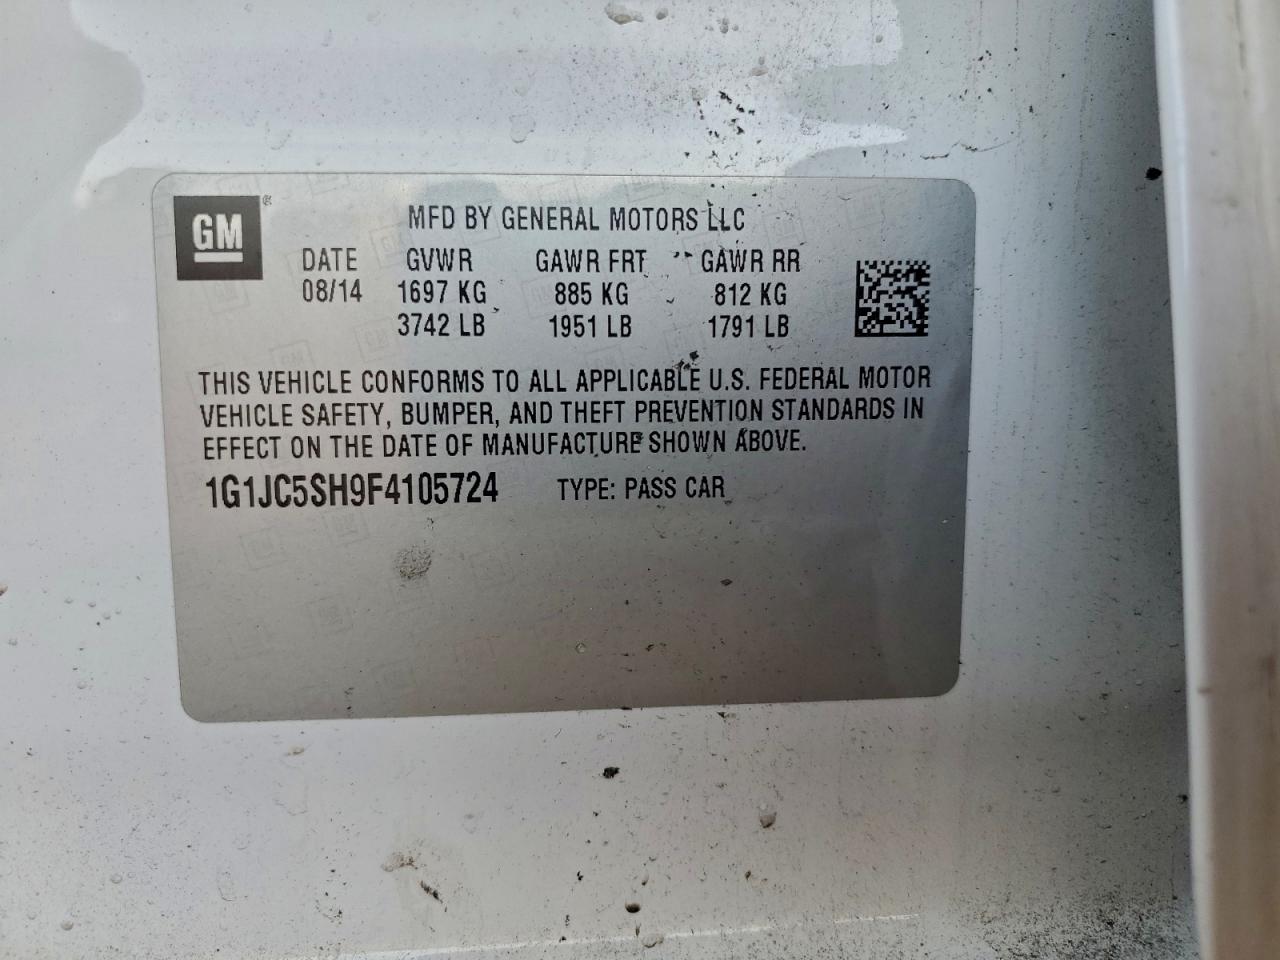 GM®
MFD BY GENERAL MOTORS LLC
DATE GVWR GAWR FRT GAWR RR
08/14 1697 KG 885 KG 812 KG
3742 LB 1951 LB 1791 LB
THIS VEHICLE CONFORMS TO ALL APPLICABLE U.S. FEDERAL MOTOR
VEHICLE SAFETY, BUMPER, AND THEFT PREVENTION STANDARDS IN
EFFECT ON THE DATE OF MANUFACTURE SHOWN ABOVE.
1G1JC5SH9F4105724 TYPE: PASS CAR